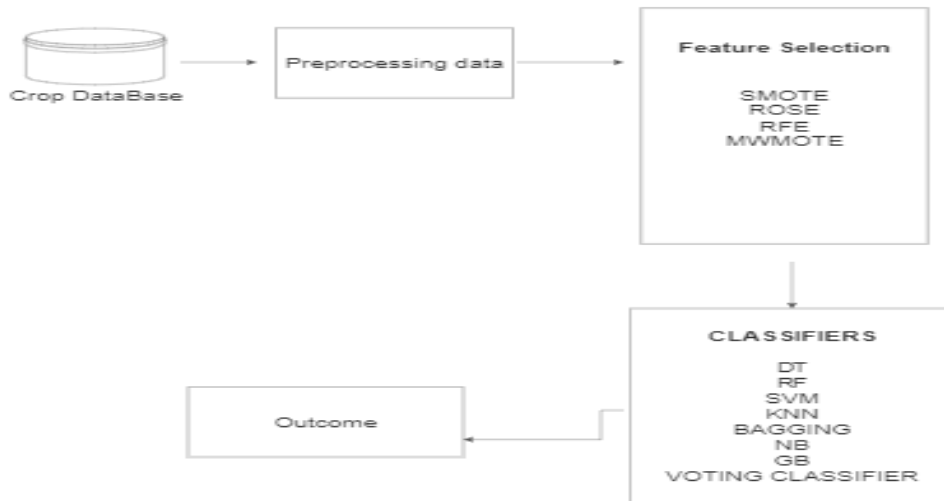 Crop DataBase
Preprocessing data
Feature Selection
SMOTE
ROSE
RFE
MWMOTE
CLASSIFIERS
DT
RF
SVM
KNN
BAGGING
NB
GB
VOTING CLASSIFIER
Outcome